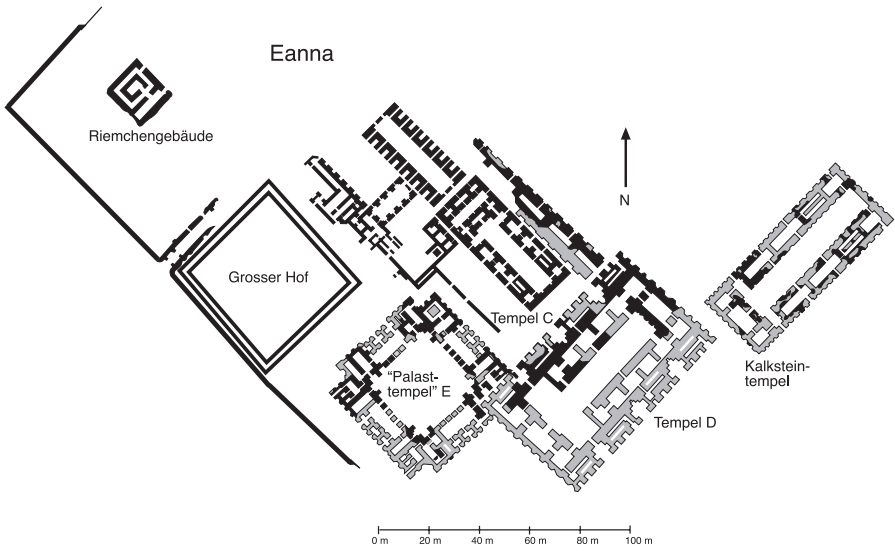 Eanna
Riemchengebäude
N
Grosser Hof
Tempel C
"Palast-
tempel" E
Kalkstein-
tempel
Tempel D
0 m 20 m 40 m 60 m 80 m 100 m